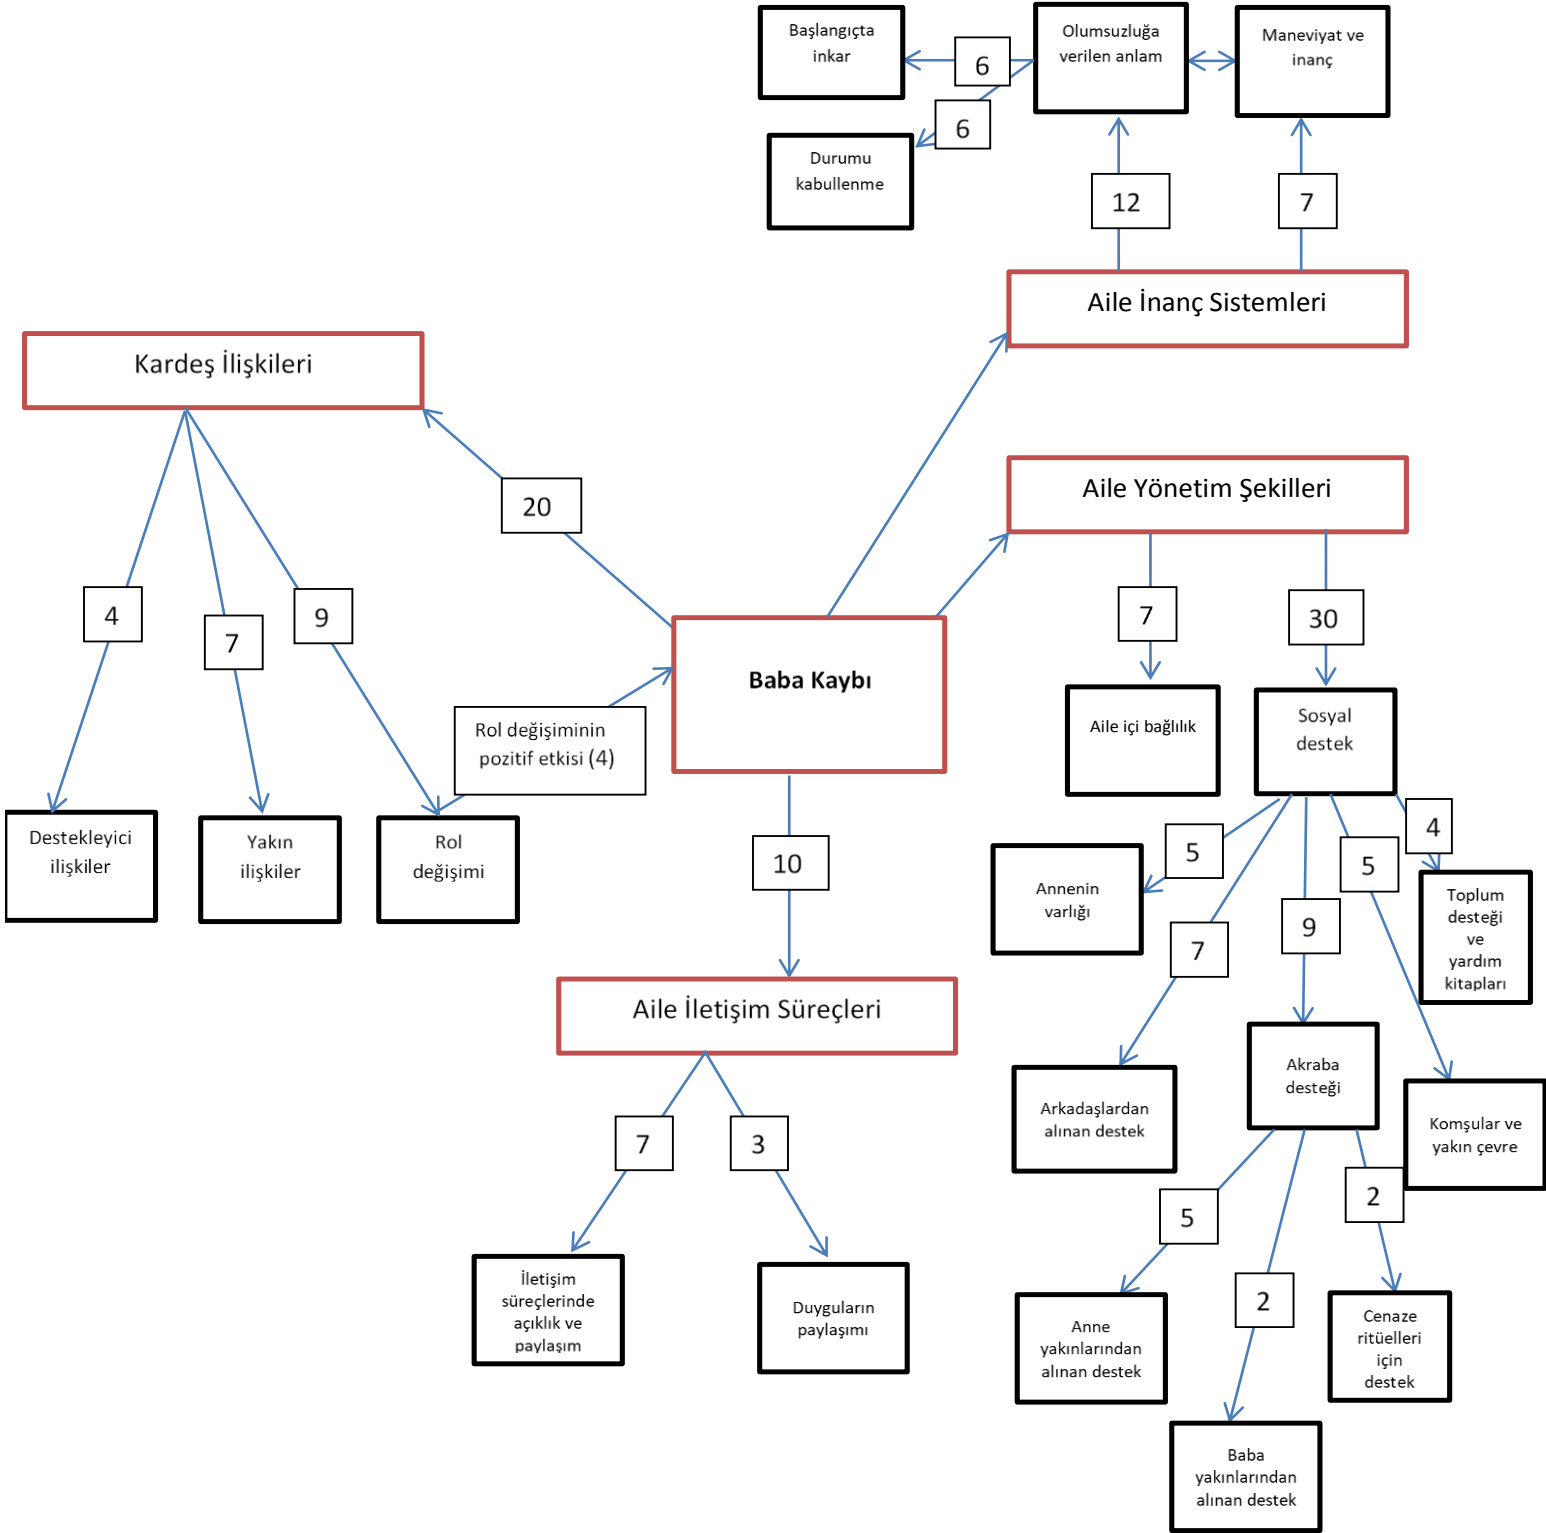 Başlangıçta
inkar
6
Olumsuzluğa
verilen anlam
Maneviyat ve
inanç
6
Durumu
kabullenme
12
7
Aile İnanç Sistemleri
Kardeş İlişkileri
20
Aile Yönetim Şekilleri
4
7
9
7
30
Baba Kaybı
Rol değişiminin
pozitif etkisi (4)
Aile içi bağlılık
Sosyal
destek
Destekleyici
ilişkiler
Yakın
ilişkiler
Rol
değişimi
10
5
7
9
5
4
Annenin
varlığı
Toplum
desteği
ve
yardım
kitapları
Aile İletişim Süreçleri
Arkadaşlardan
alınan destek
Akraba
desteği
Komşular ve
yakın çevre
7
3
5
2
2
İletişim
süreçlerinde
açıklık ve
paylaşım
Duyguların
paylaşımı
Anne
yakınlarından
alınan destek
Cenaze
ritüelleri
için
destek
Baba
yakınlarından
alınan destek